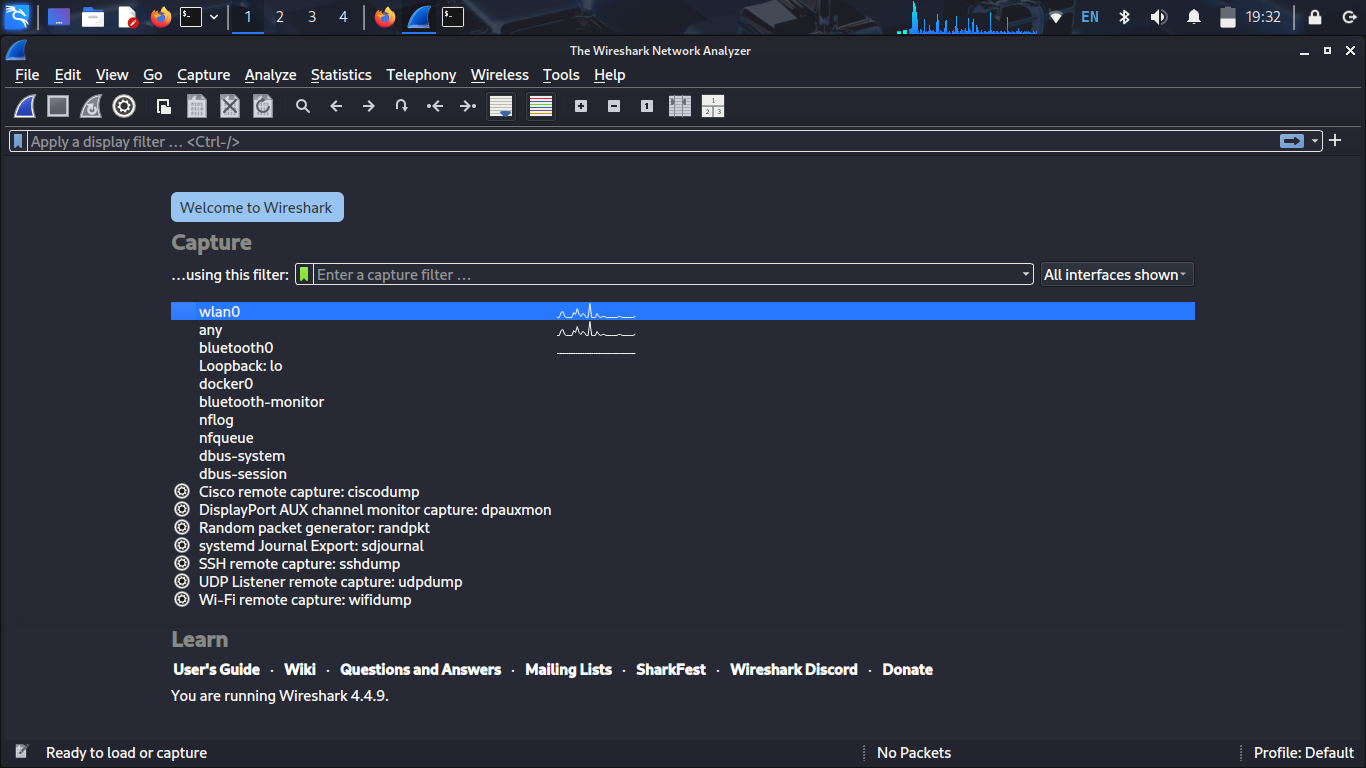 1 2 3 4 EN 19:32
The Wireshark Network Analyzer
File Edit View Go Capture Analyze Statistics Telephony Wireless Tools Help
Apply a display filter … <Ctrl-/>
Welcome to Wireshark
Capture
…using this filter: Enter a capture filter … All interfaces shown
wlan0
any
bluetooth0
Loopback: lo
docker0
bluetooth-monitor
nflog
nfqueue
dbus-system
dbus-session
Cisco remote capture: ciscodump
DisplayPort AUX channel monitor capture: dpauxmon
Random packet generator: randpkt
systemd Journal Export: sdjournal
SSH remote capture: sshdump
UDP Listener remote capture: udpdump
Wi-Fi remote capture: wifidump
Learn
User's Guide · Wiki · Questions and Answers · Mailing Lists · SharkFest · Wireshark Discord · Donate
You are running Wireshark 4.4.9.
Ready to load or capture No Packets Profile: Default